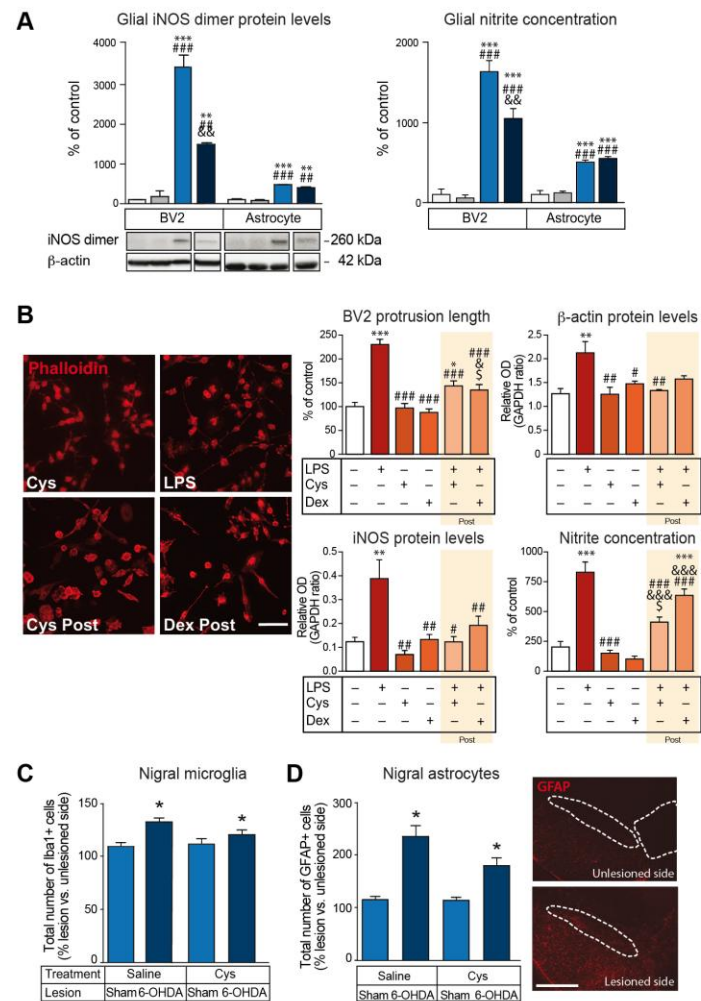 A
Glial iNOS dimer protein levels
Glial nitrite concentration
% of control
4000
3000
2000
1000
0
***
###
**
##
&&
***
###
**
##
BV2
Astrocyte
iNOS dimer
-260 kDa
β-actin
- 42 kDa
% of control
2000
1000
0
***
###
***
###
&&
***
###
***
###
BV2
Astrocyte
B
Phalloidin
Cys
LPS
Cys Post
Dex Post
BV2 protrusion length
% of control
250
200
150
100
50
0
***
###
###
*
###
###
&
$
LPS
Cys
Dex
– + – – + +
– – + – + –
– – – + – +
Post
β-actin protein levels
Relative OD
(GAPDH ratio)
2.5
2.0
1.5
1.0
0.5
0
**
##
#
##
– + – – + +
– – + – + –
– – – + – +
Post
iNOS protein levels
Relative OD
(GAPDH ratio)
0.5
0.4
0.3
0.2
0.1
0
**
##
##
#
##
LPS
Cys
Dex
– + – – + +
– – + – + –
– – – + – +
Post
Nitrite concentration
% of control
1000
750
500
250
0
***
###
###
&&&
$
***
&&&
###
– + – – + +
– – + – + –
– – – + – +
Post
C
Nigral microglia
Total number of Iba1+ cells
(% lesion vs. unlesioned side)
150
100
50
0
*
*
Treatment
Saline
Cys
Lesion
Sham 6-OHDA Sham 6-OHDA
D
Nigral astrocytes
Total number of GFAP+ cells
(% lesion vs. unlesioned side)
300
200
100
0
*
*
Saline
Cys
Sham 6-OHDA Sham 6-OHDA
GFAP
Unlesioned side
Lesioned side